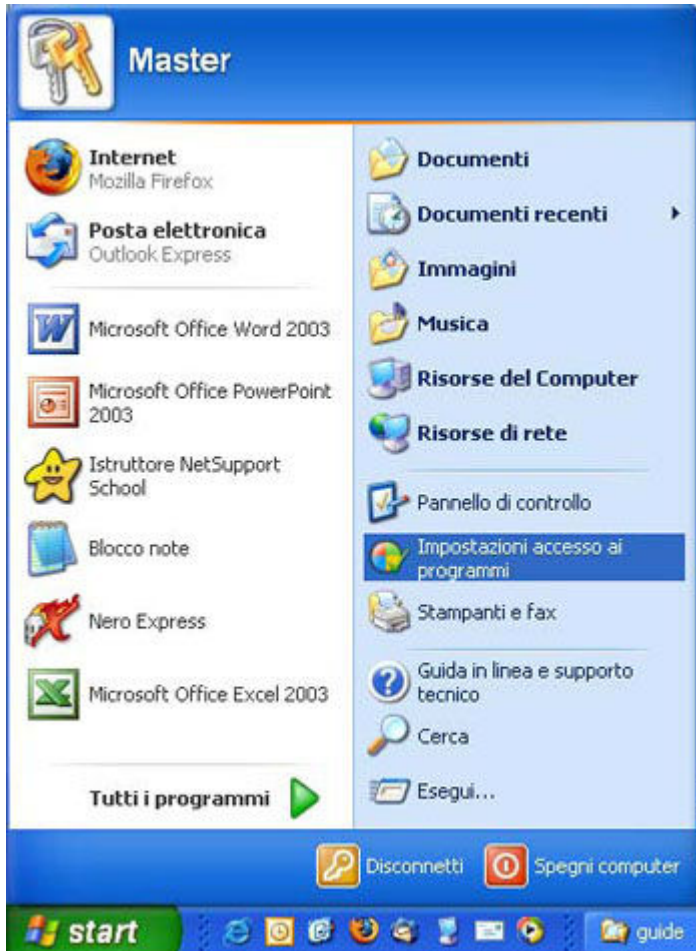 Master
Internet
Mozilla Firefox
Posta elettronica
Outlook Express
Microsoft Office Word 2003
Microsoft Office PowerPoint
2003
Istruttore NetSupport
School
Blocco note
Nero Express
Microsoft Office Excel 2003
Tutti i programmi
Documenti
Documenti recenti
Immagini
Musica
Risorse del Computer
Risorse di rete
Pannello di controllo
Impostazioni accesso ai
programmi
Stampanti e fax
Guida in linea e supporto
tecnico
Cerca
Esegui...
Disconnetti
Spegni computer
start
guide